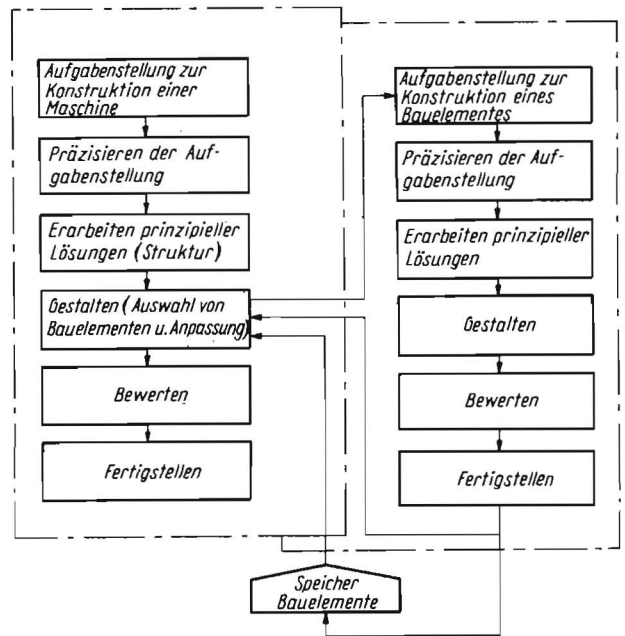 Aufgabenstellung zur
Konstruktion einer
Maschine
Präzisieren der Auf-
gabenstellung
Erarbeiten prinzipieller
Lösungen (Struktur)
Gestalten (Auswahl von
Bauelementen u. Anpassung)
Bewerten
Fertigstellen
Aufgabenstellung zur
Konstruktion eines
Bauelementes
Präzisieren der Auf-
gabenstellung
Erarbeiten prinzipieller
Lösungen
Gestalten
Bewerten
Fertigstellen
Speicher
Bauelemente